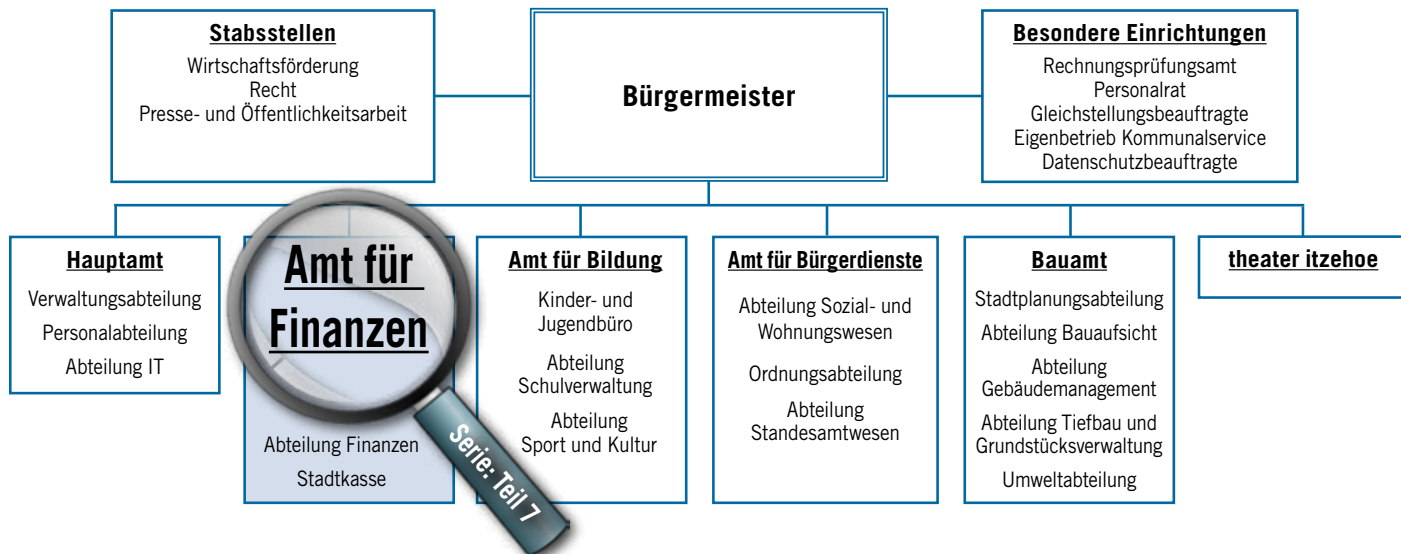 Stabsstellen
Wirtschaftsförderung
Recht
Presse- und Öffentlichkeitsarbeit
Bürgermeister
Besondere Einrichtungen
Rechnungsprüfungsamt
Personalrat
Gleichstellungsbeauftragte
Eigenbetrieb Kommunalservice
Datenschutzbeauftragte
Hauptamt
Verwaltungsabteilung
Personalabteilung
Abteilung IT
Amt für
Finanzen
Abteilung Finanzen
Stadtkasse
Serie: Teil 7
Amt für Bildung
Kinder- und
Jugendbüro
Abteilung
Schulverwaltung
Abteilung
Sport und Kultur
Amt für Bürgerdienste
Abteilung Sozial- und
Wohnungswesen
Ordnungsabteilung
Abteilung
Standesamtwesen
Bauamt
Stadtplanungsabteilung
Abteilung Bauaufsicht
Abteilung
Gebäudemanagement
Abteilung Tiefbau und
Grundstücksverwaltung
Umweltabteilung
theater itzehoe